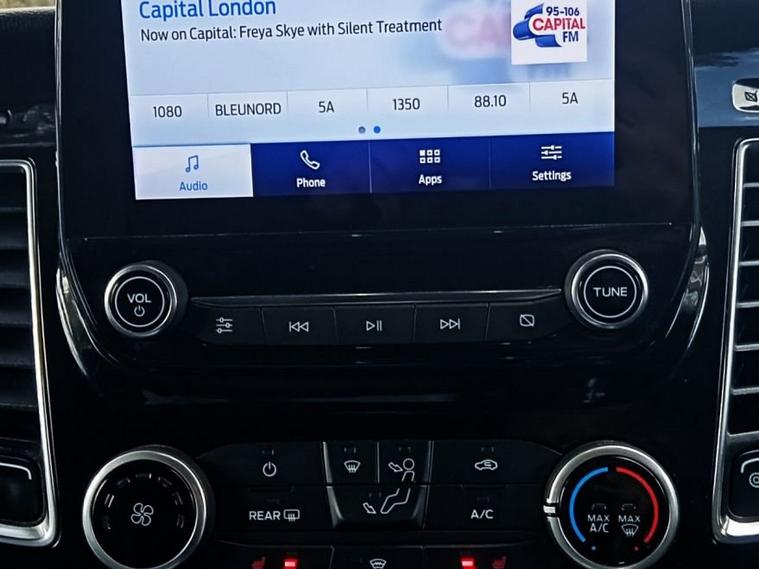 Capital London
Now on Capital: Freya Skye with Silent Treatment
95-106
CAPITAL
FM
1080 BLEUNORD 5A 1350 88.10 5A
Audio Phone Apps Settings
VOL TUNE
REAR A/C
MAX A/C MAX